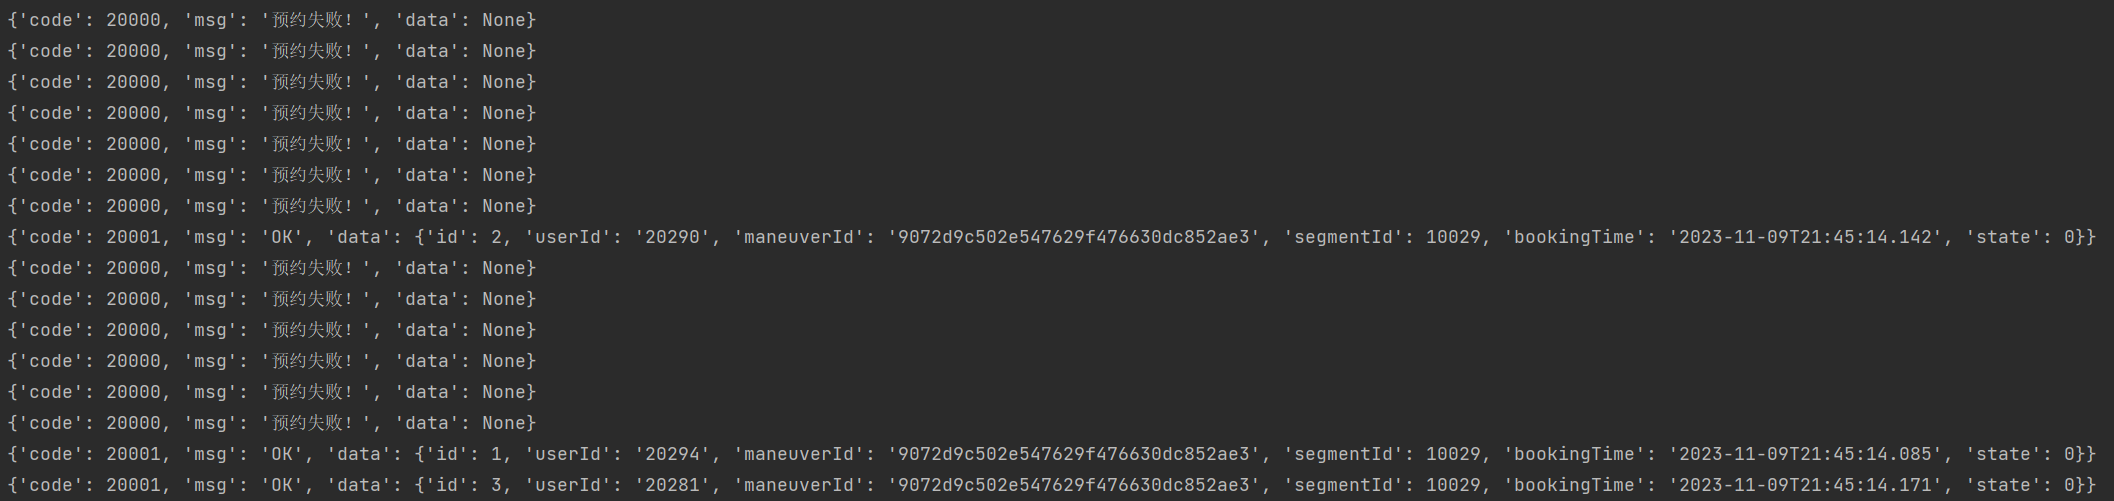 {'code': 20000, 'msg': '预约失败！', 'data': None}
{'code': 20000, 'msg': '预约失败！', 'data': None}
{'code': 20000, 'msg': '预约失败！', 'data': None}
{'code': 20000, 'msg': '预约失败！', 'data': None}
{'code': 20000, 'msg': '预约失败！', 'data': None}
{'code': 20000, 'msg': '预约失败！', 'data': None}
{'code': 20000, 'msg': '预约失败！', 'data': None}
{'code': 20001, 'msg': 'OK', 'data': {'id': 2, 'userId': '20290', 'maneuverId': '9072d9c502e547629f476630dc852ae3', 'segmentId': 10029, 'bookingTime': '2023-11-09T21:45:14.142', 'state': 0}}
{'code': 20000, 'msg': '预约失败！', 'data': None}
{'code': 20000, 'msg': '预约失败！', 'data': None}
{'code': 20000, 'msg': '预约失败！', 'data': None}
{'code': 20000, 'msg': '预约失败！', 'data': None}
{'code': 20000, 'msg': '预约失败！', 'data': None}
{'code': 20000, 'msg': '预约失败！', 'data': None}
{'code': 20001, 'msg': 'OK', 'data': {'id': 1, 'userId': '20294', 'maneuverId': '9072d9c502e547629f476630dc852ae3', 'segmentId': 10029, 'bookingTime': '2023-11-09T21:45:14.085', 'state': 0}}
{'code': 20001, 'msg': 'OK', 'data': {'id': 3, 'userId': '20281', 'maneuverId': '9072d9c502e547629f476630dc852ae3', 'segmentId': 10029, 'bookingTime': '2023-11-09T21:45:14.171', 'state': 0}}